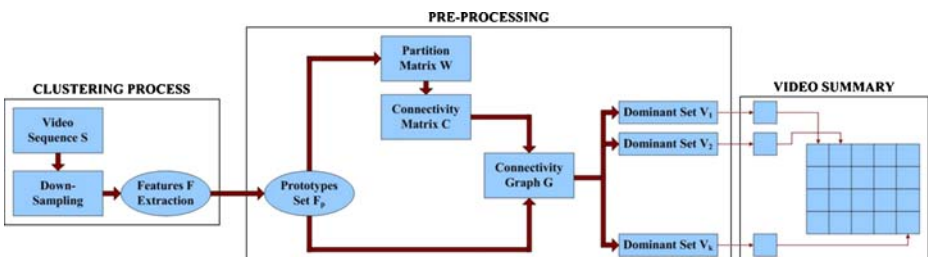 PRE-PROCESSING
CLUSTERING PROCESS
VIDEO SUMMARY
Video
Sequence S
Down-
Sampling
Features F
Extraction
Prototypes
Set Fp
Partition
Matrix W
Connectivity
Matrix C
Connectivity
Graph G
Dominant Set V1
Dominant Set V2
Dominant Set Vk